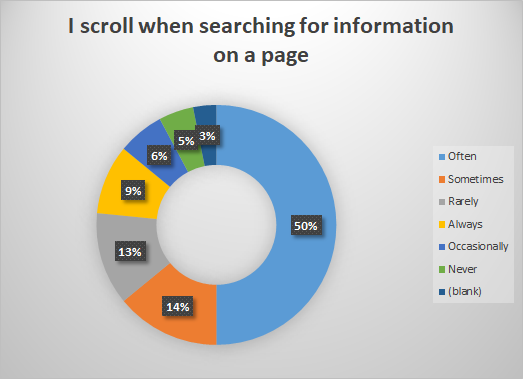 I scroll when searching for information
on a page
3%
5%
6%
9%
50%
13%
14%
Often
Sometimes
Rarely
Always
Occasionally
Never
(blank)